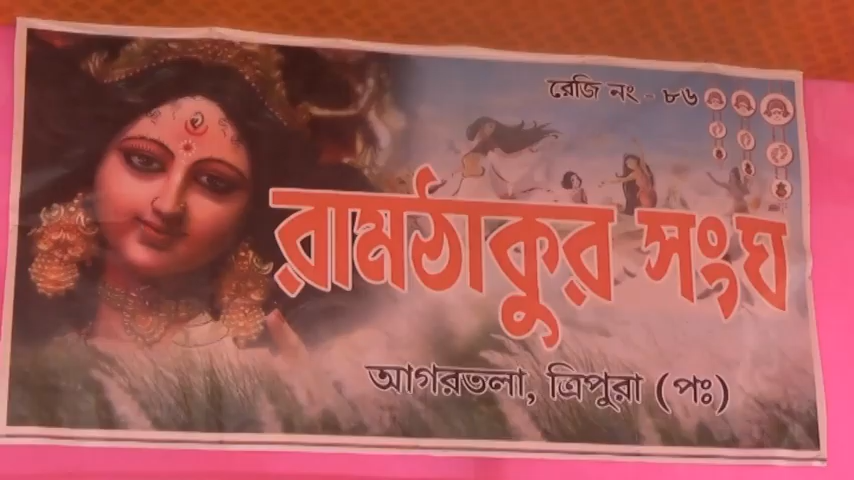 রেজি নং - ৮৬
রামঠাকুর সংঘ
আগরতলা, ত্রিপুরা (পঃ)